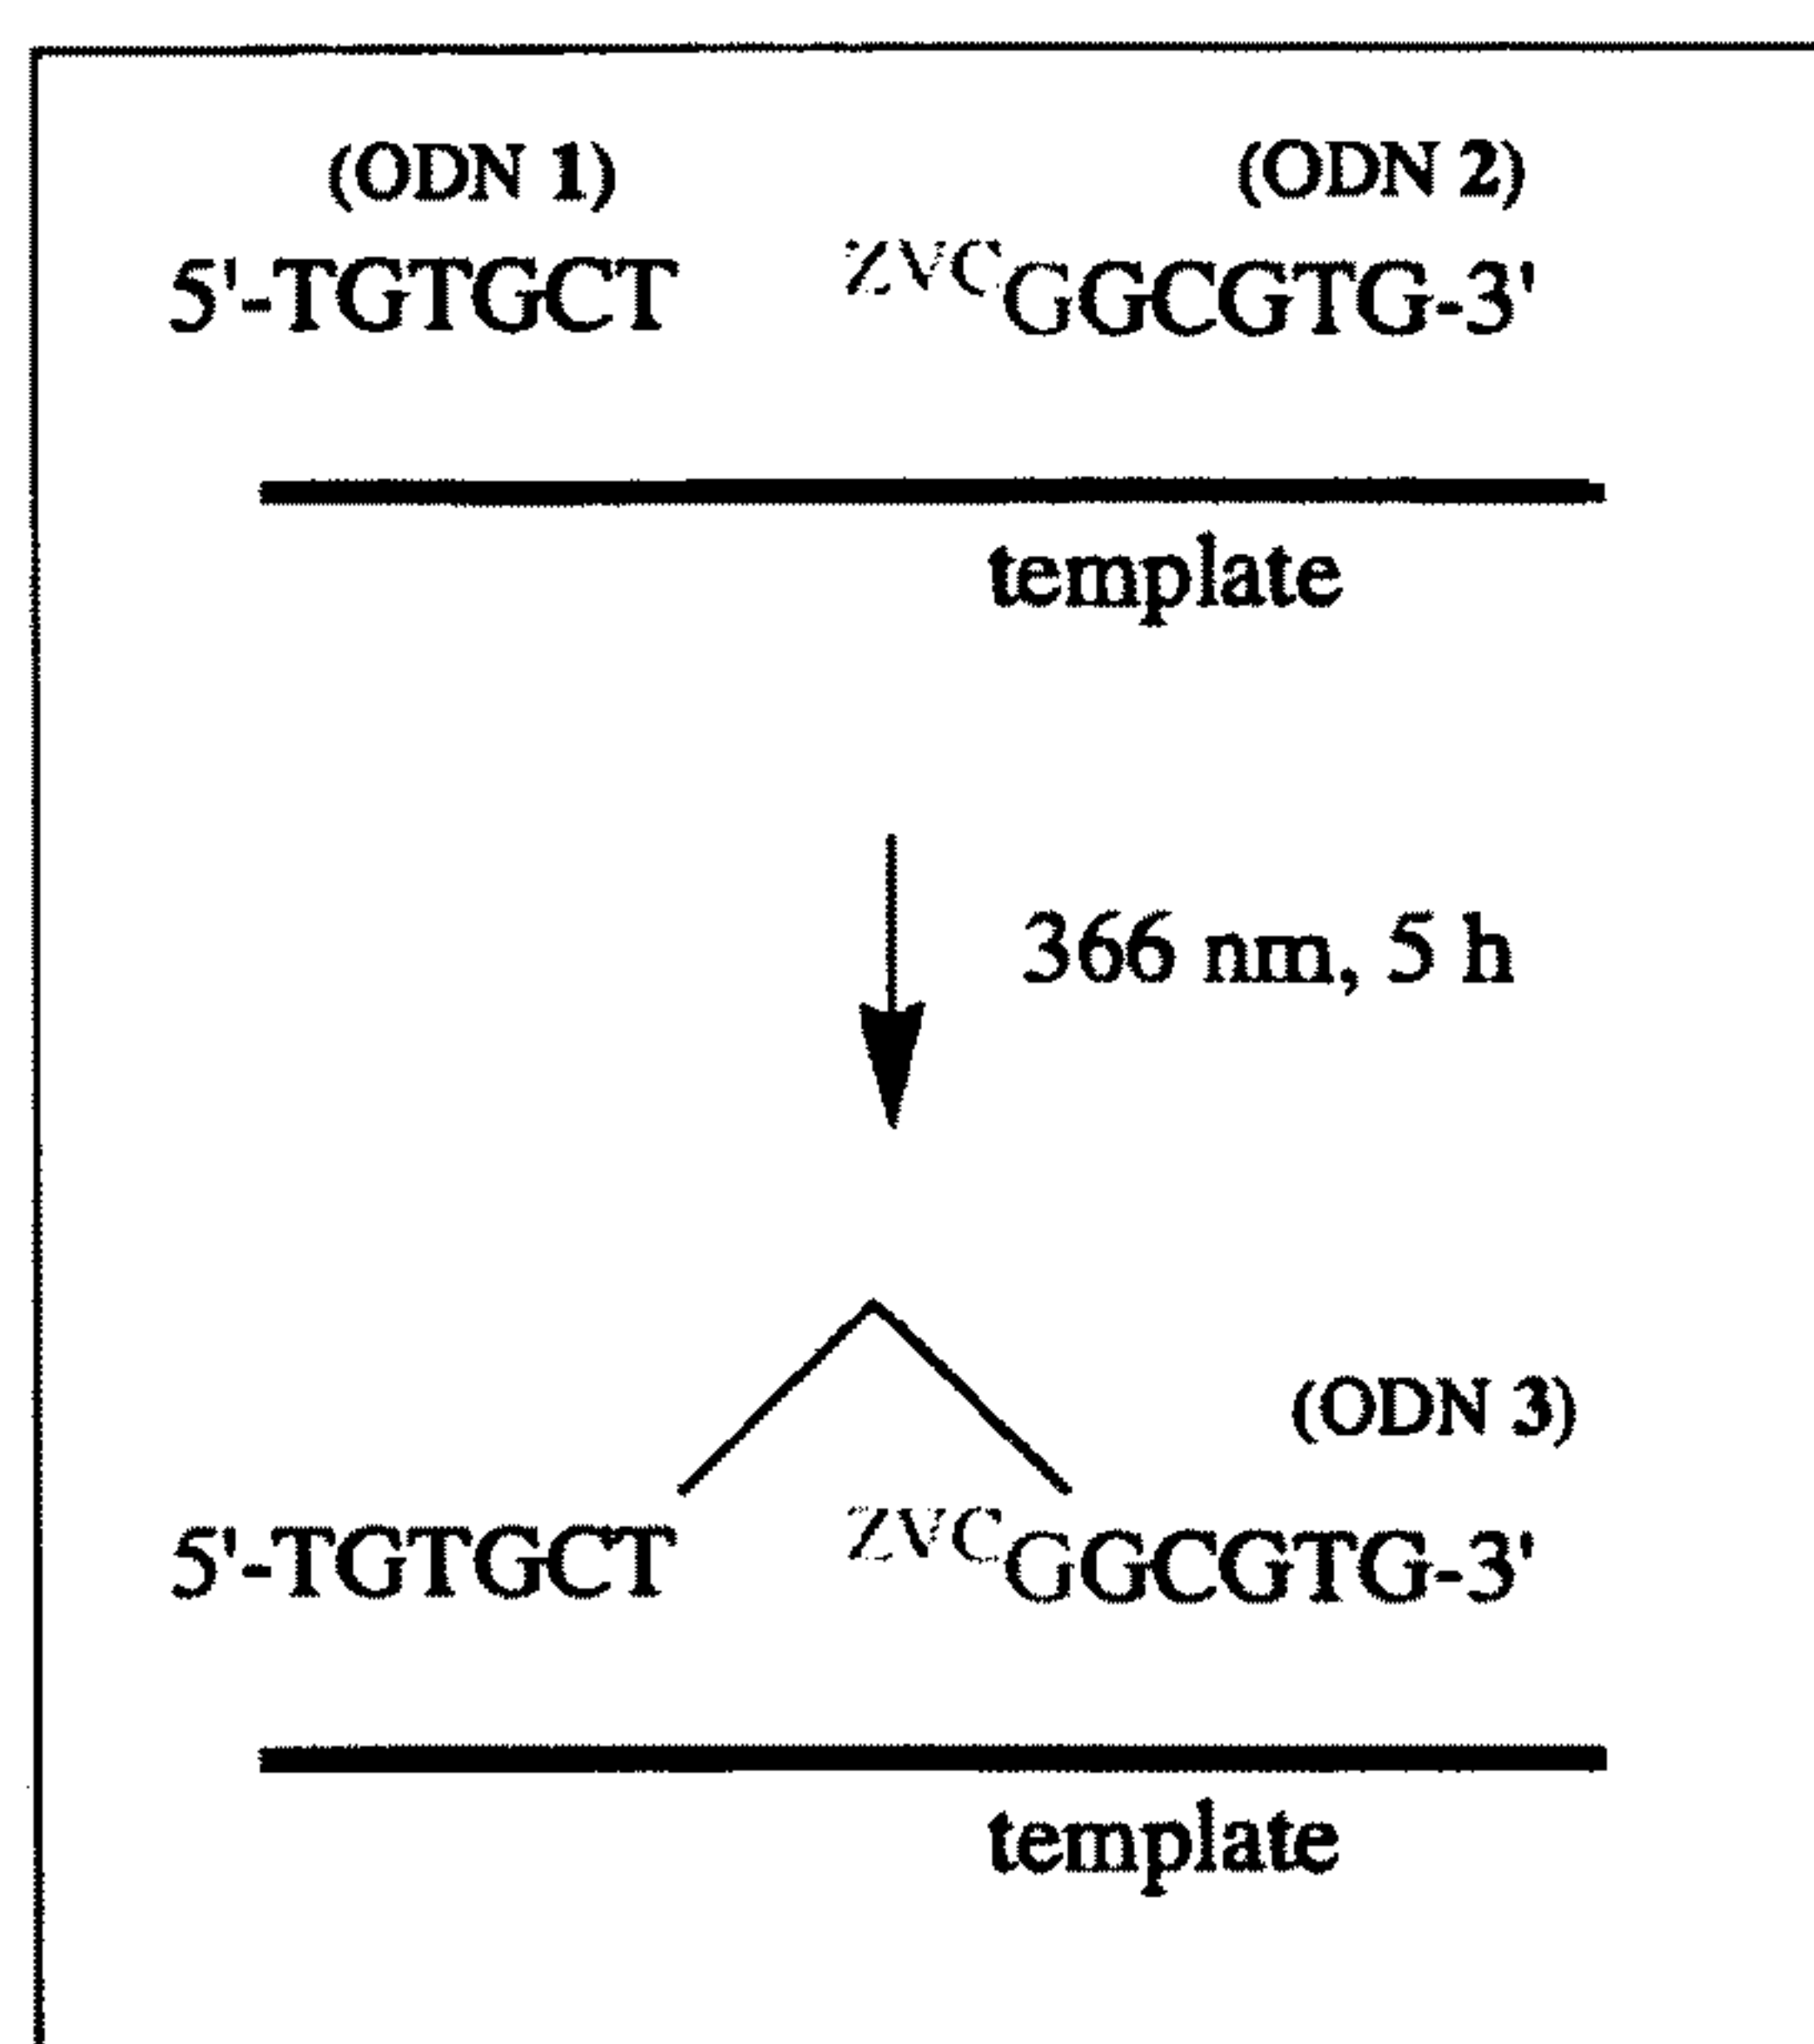 (ODN 1) (ODN 2)
5'-TGTGCT ZVCGGCGTG-3'
template
366 nm, 5 h
(ODN 3)
5'-TGTGCT ZVCGGCGTG-3'
template